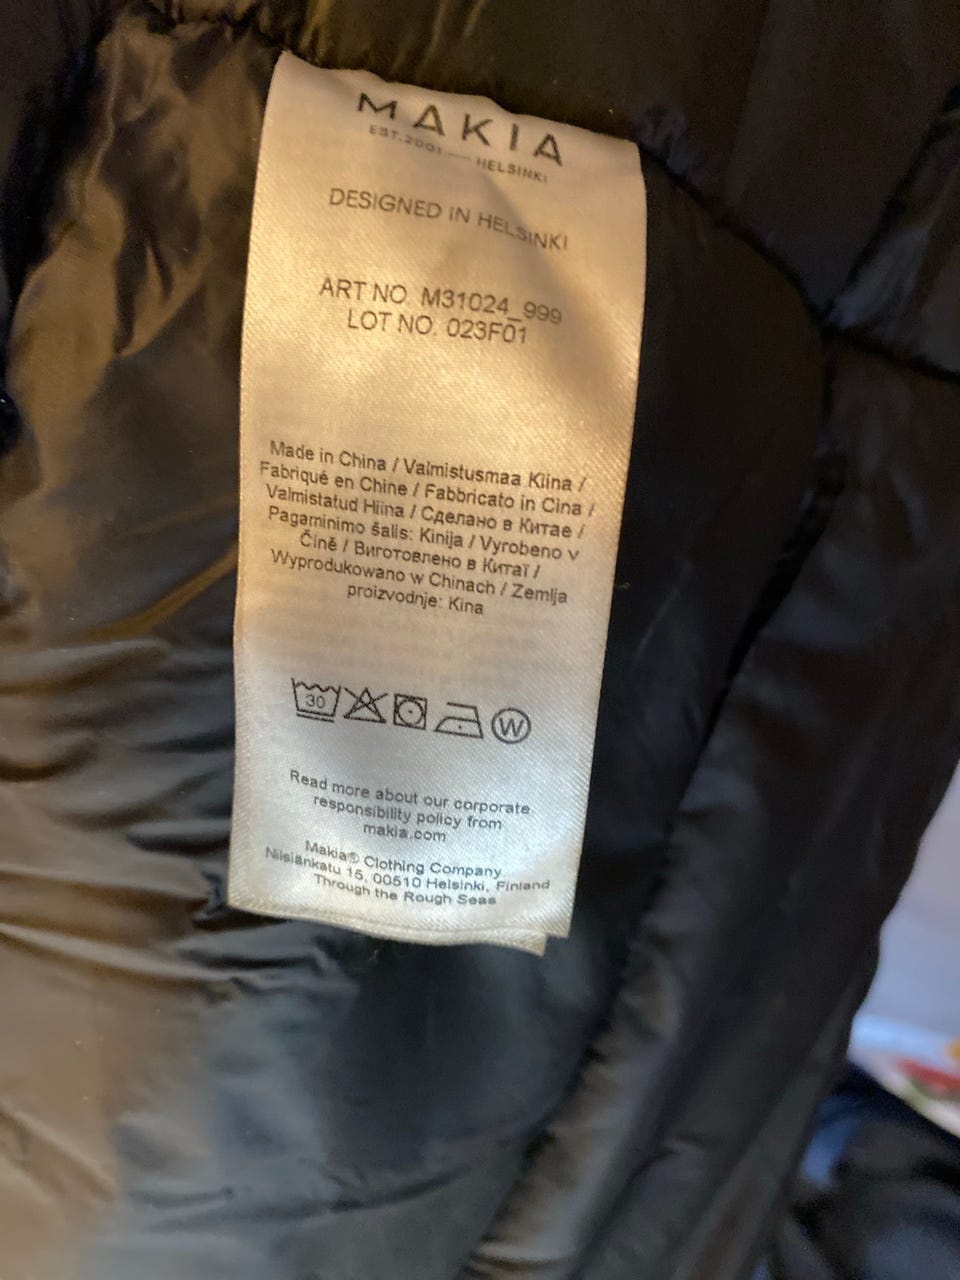 MAKIA
EST.2001 — HELSINKI
DESIGNED IN HELSINKI
ART NO. M31024_999
LOT NO. 023F01
Made in China / Valmistusmaa Kiina /
Fabriqué en Chine / Fabbricato in Cina /
Valmistatud Hiina / Сделано в Китае /
Pagaminimo šalis: Kinija / Vyrobeno v
Čině / Виготовлено в Китаї /
Wyprodukowano w Chinach / Zemlja
proizvodnje: Kina
30
W
Read more about our corporate
responsibility policy from
makia.com
Makia® Clothing Company.
Nilsiänkatu 15, 00510 Helsinki, Finland
Through the Rough Seas